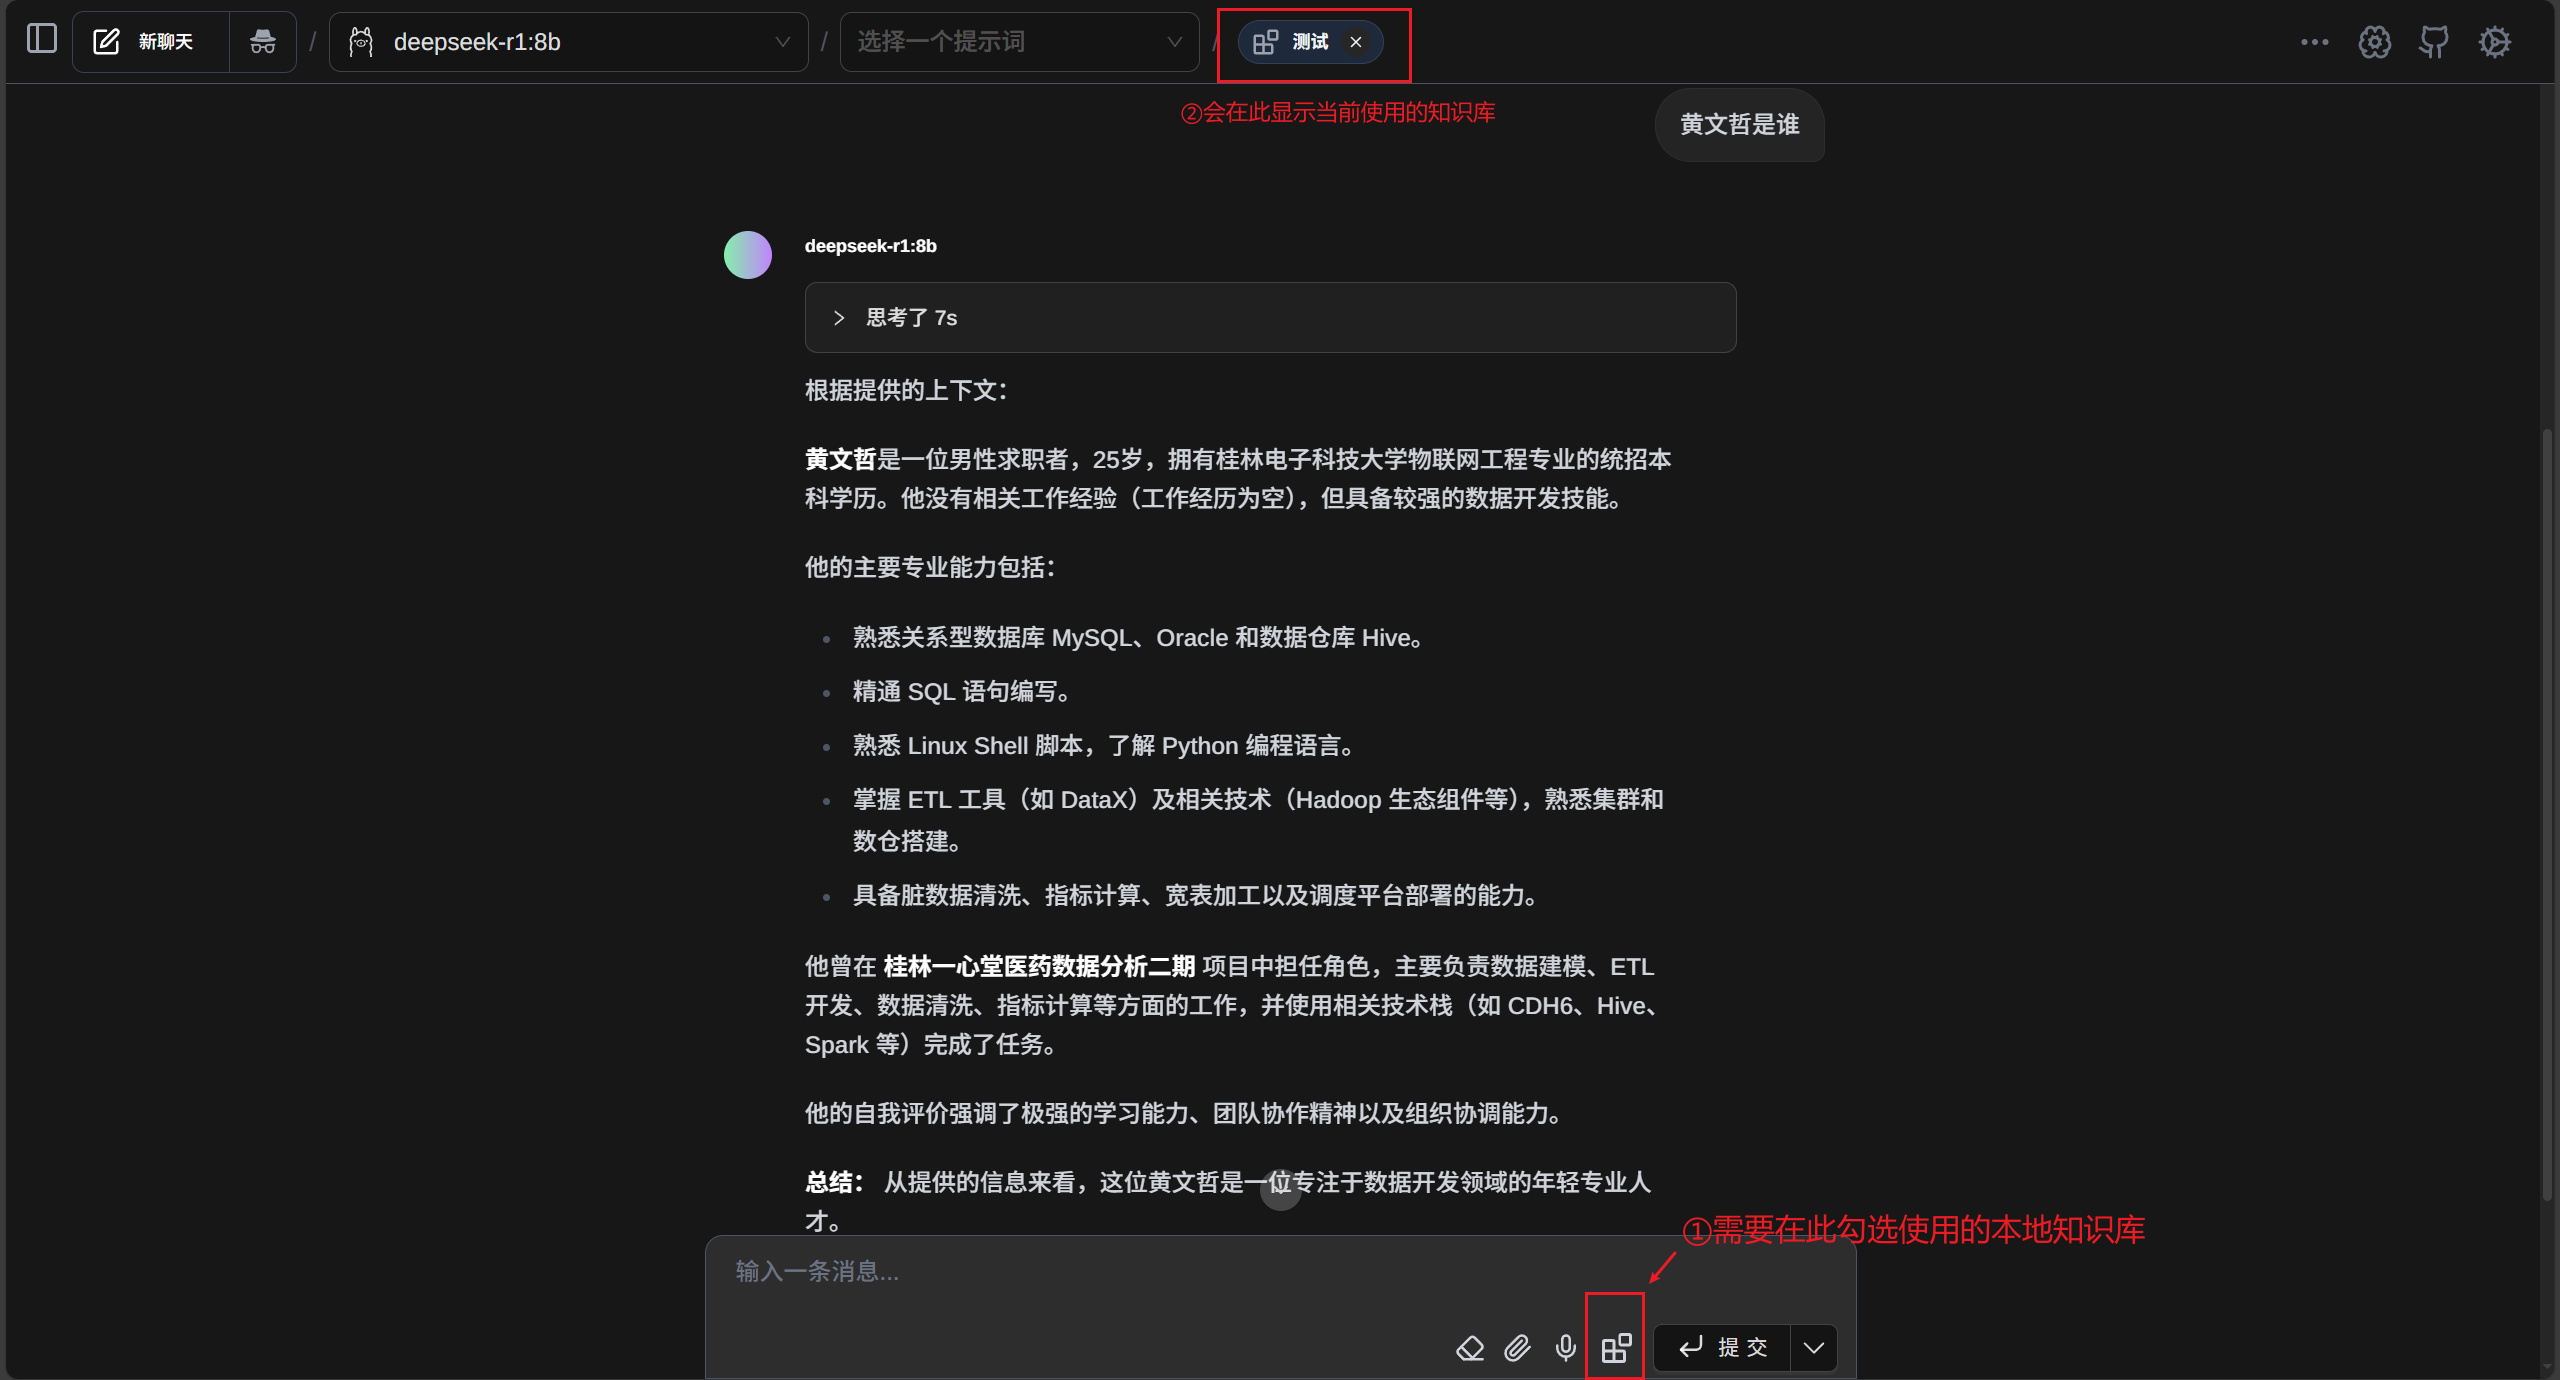 新聊天
/
deepseek-r1:8b
/
选择一个提示词
/
测试
②会在此显示当前使用的知识库
黄文哲是谁
deepseek-r1:8b
思考了 7s
根据提供的上下文：
黄文哲是一位男性求职者，25岁，拥有桂林电子科技大学物联网工程专业的统招本
科学历。他没有相关工作经验（工作经历为空），但具备较强的数据开发技能。
他的主要专业能力包括：
• 熟悉关系型数据库 MySQL、Oracle 和数据仓库 Hive。
• 精通 SQL 语句编写。
• 熟悉 Linux Shell 脚本，了解 Python 编程语言。
• 掌握 ETL 工具（如 DataX）及相关技术（Hadoop 生态组件等），熟悉集群和
数仓搭建。
• 具备脏数据清洗、指标计算、宽表加工以及调度平台部署的能力。
他曾在 桂林一心堂医药数据分析二期 项目中担任角色，主要负责数据建模、ETL
开发、数据清洗、指标计算等方面的工作，并使用相关技术栈（如 CDH6、Hive、
Spark 等）完成了任务。
他的自我评价强调了极强的学习能力、团队协作精神以及组织协调能力。
总结： 从提供的信息来看，这位黄文哲是一位专注于数据开发领域的年轻专业人
才。
①需要在此勾选使用的本地知识库
输入一条消息...
提 交